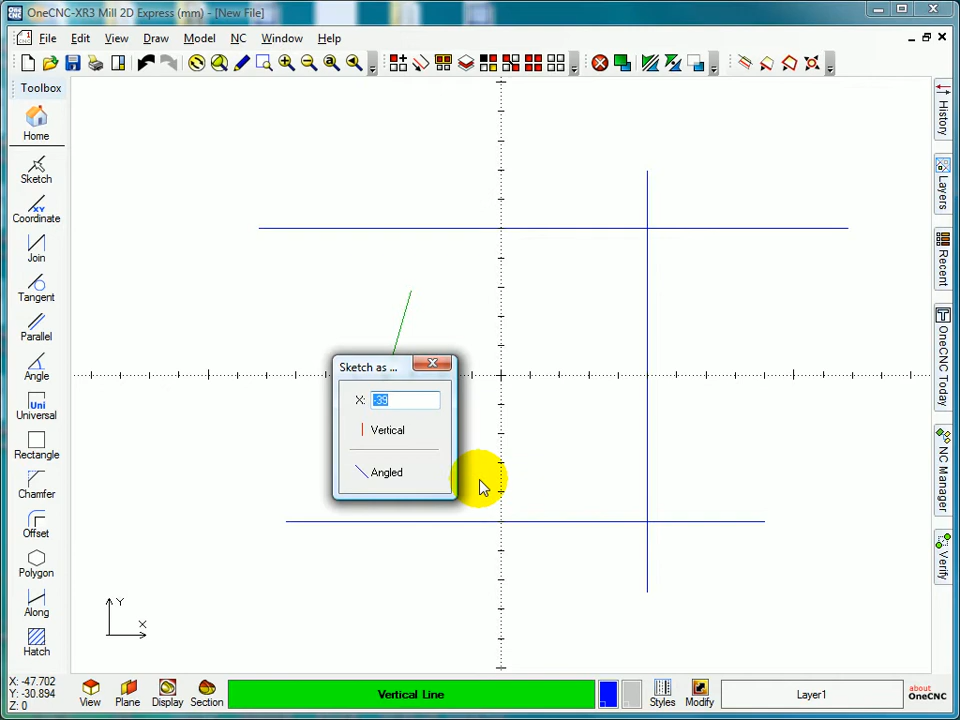 OneCNC-XR3 Mill 2D Express (mm) - [New File]
File Edit View Draw Model NC Window Help
Toolbox
Home
Sketch
XY
Coordinate
Join
Tangent
Parallel
Angle
Uni
Universal
Rectangle
Chamfer
Offset
Polygon
Along
Hatch
Sketch as ...
X: -39
Vertical
Angled
Y
X
History
Layers
Recent
OneCNC Today
NC Manager
Verify
X: -47.702
Y: -30.894
Z: 0
View Plane Display Section
Vertical Line
Styles Modify
Layer1
about
OneCNC